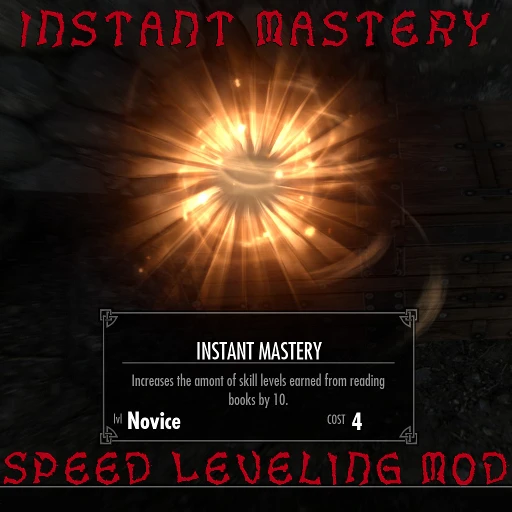 INSTANT MASTERY
INSTANT MASTERY
Increases the amont of skill levels earned from reading
books by 10.
lvl Novice COST 4
SPEED LEVELING MOD